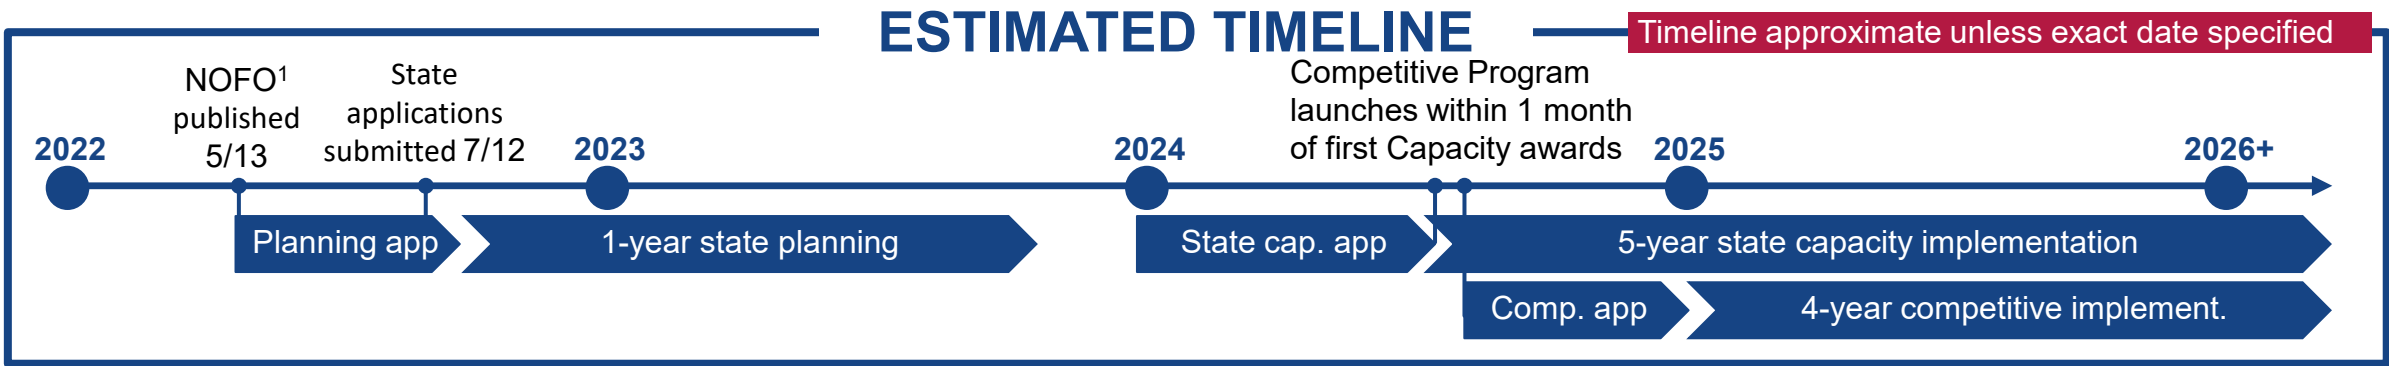 ESTIMATED TIMELINE
Timeline approximate unless exact date specified
NOFO¹
published
5/13
State
applications
submitted 7/12
Competitive Program
launches within 1 month
of first Capacity awards
2022
2023
2024
2025
2026+
Planning app
1-year state planning
State cap. app
5-year state capacity implementation
Comp. app
4-year competitive implement.